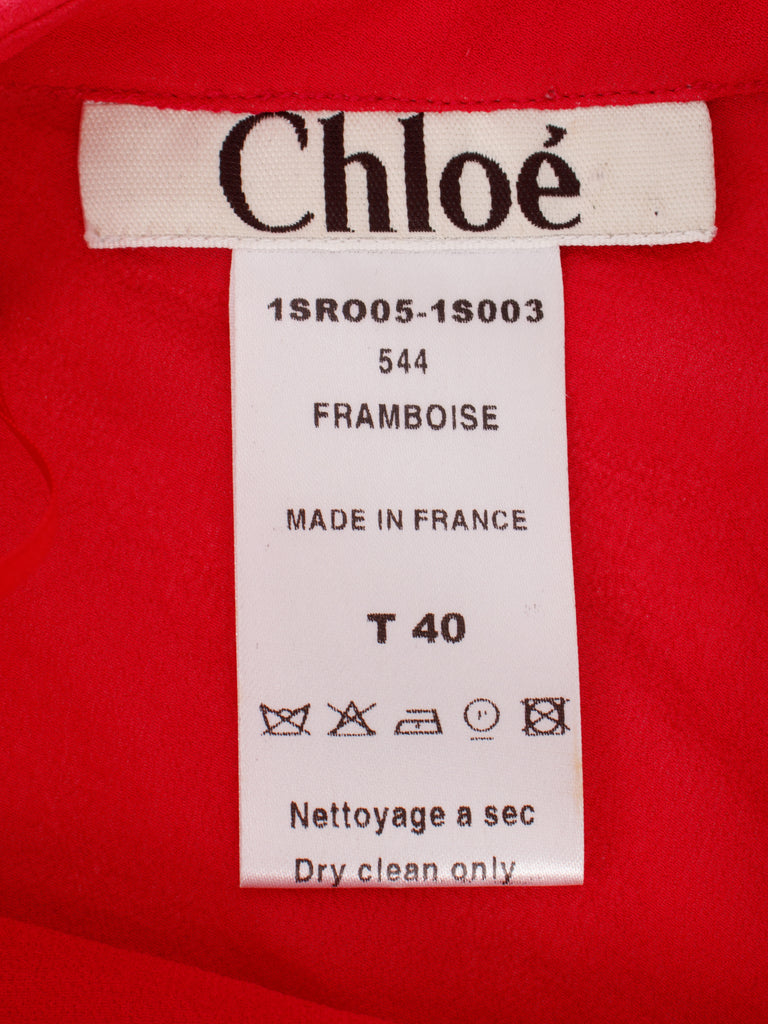 Chloé
1SRO05-1S003
544
FRAMBOISE
MADE IN FRANCE
T 40
Nettoyage a sec
Dry clean only